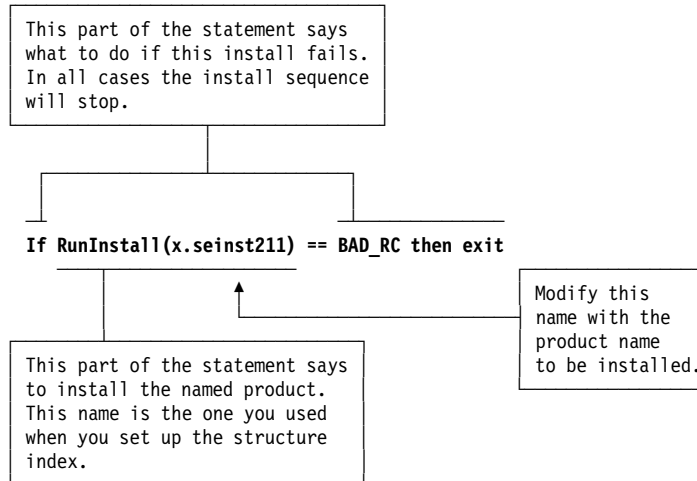 This part of the statement says
what to do if this install fails.
In all cases the install sequence
will stop.
If RunInstall(x.seinst211) == BAD_RC then exit
Modify this
name with the
product name
to be installed.
This part of the statement says
to install the named product.
This name is the one you used
when you set up the structure
index.